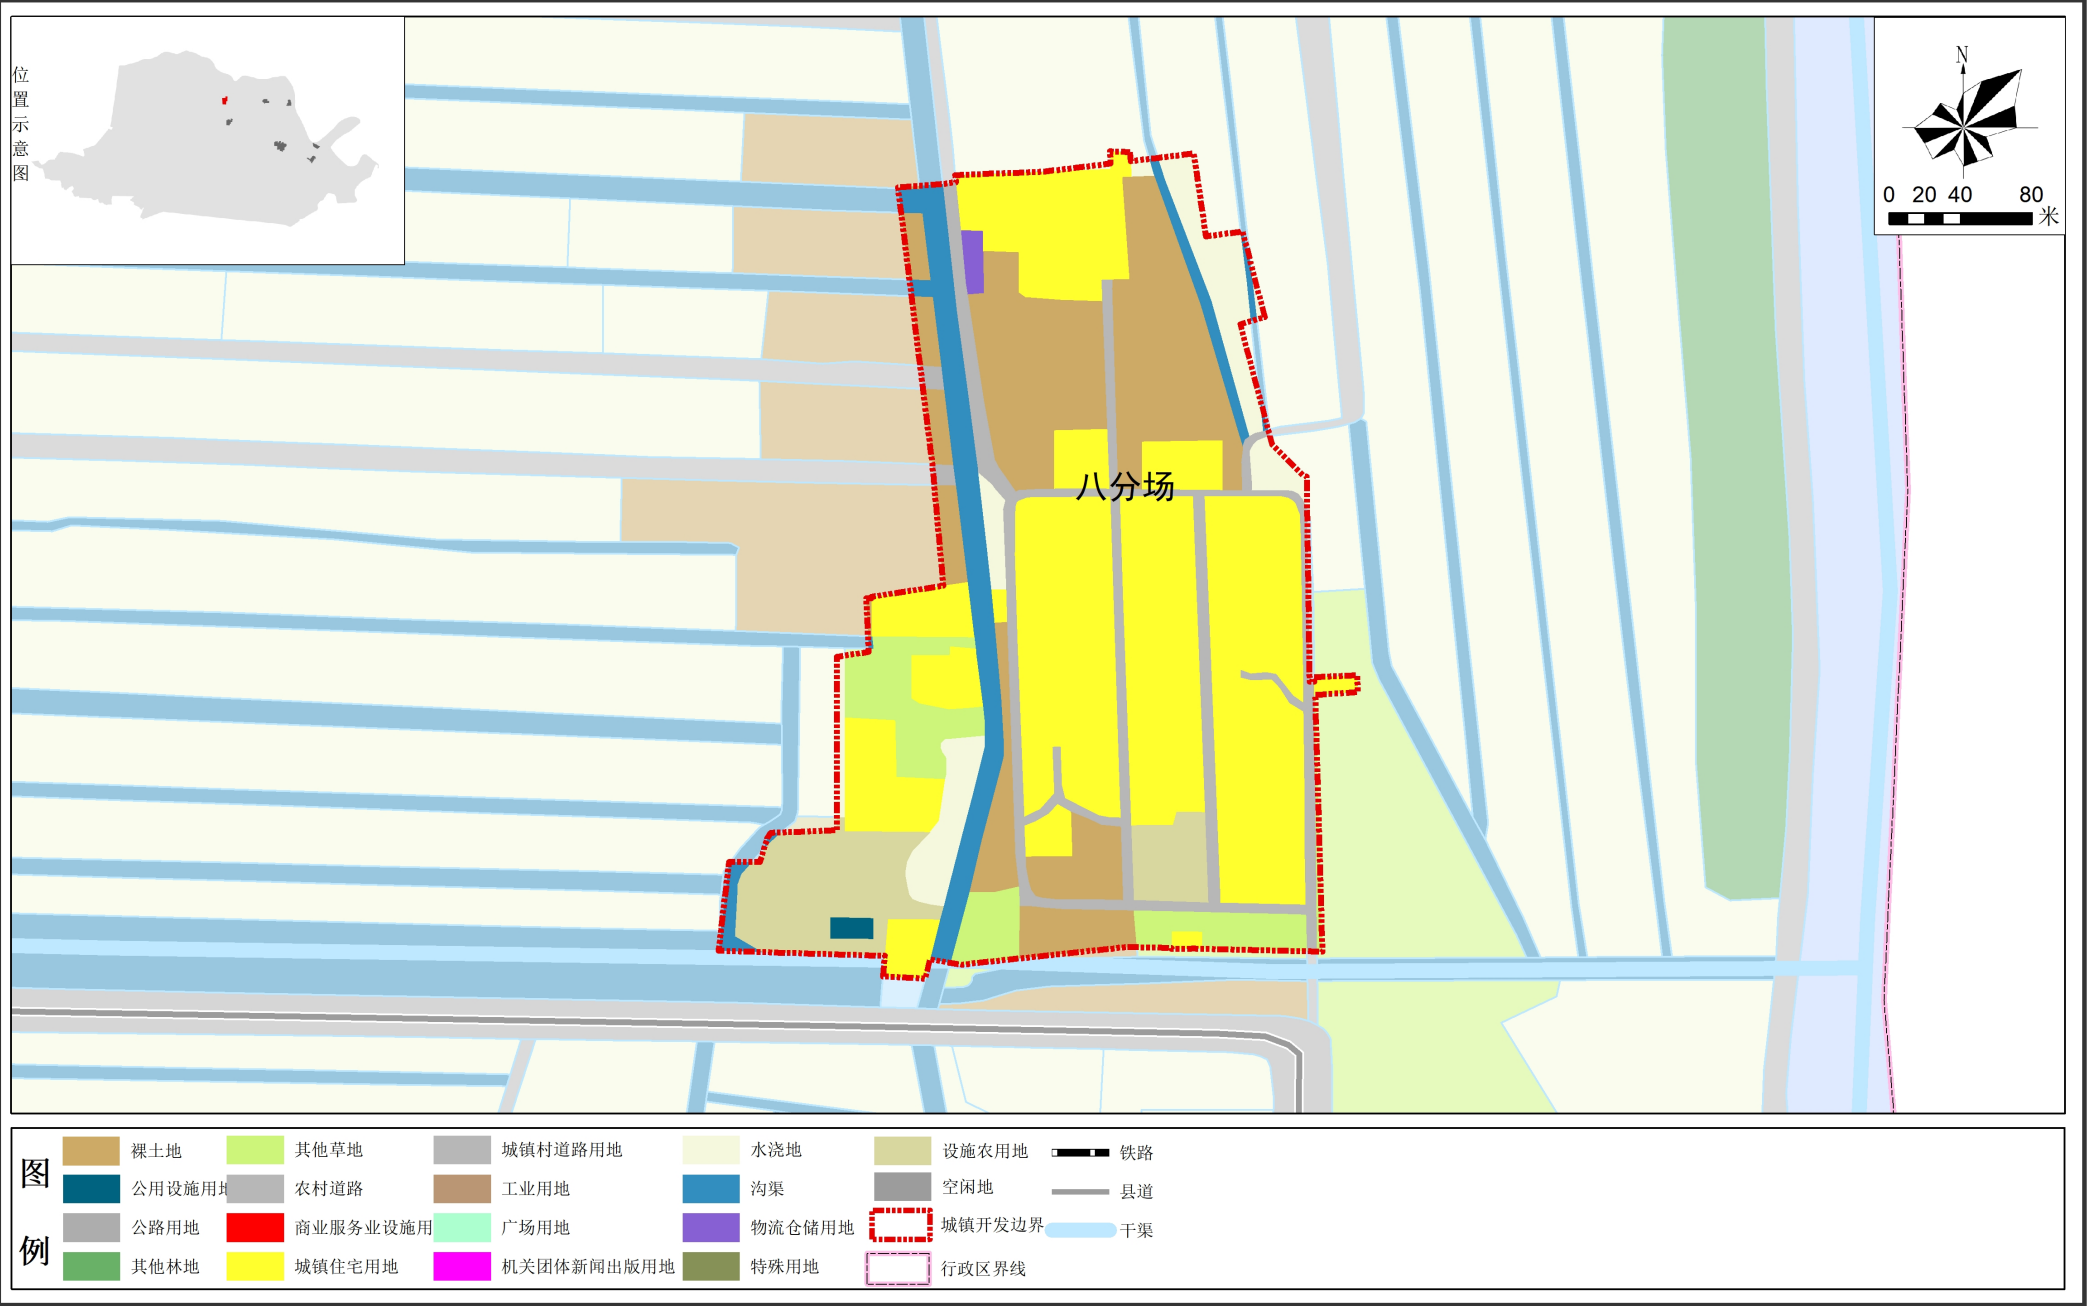 位置示意图
N
0 20 40 80
米
八分场
图例
裸土地 其他草地 城镇村道路用地 水浇地 设施农用地 铁路
公用设施用地 农村道路 工业用地 沟渠 空闲地 县道
公路用地 商业服务业设施用 广场用地 物流仓储用地 城镇开发边界 干渠
其他林地 城镇住宅用地 机关团体新闻出版用地 特殊用地 行政区界线